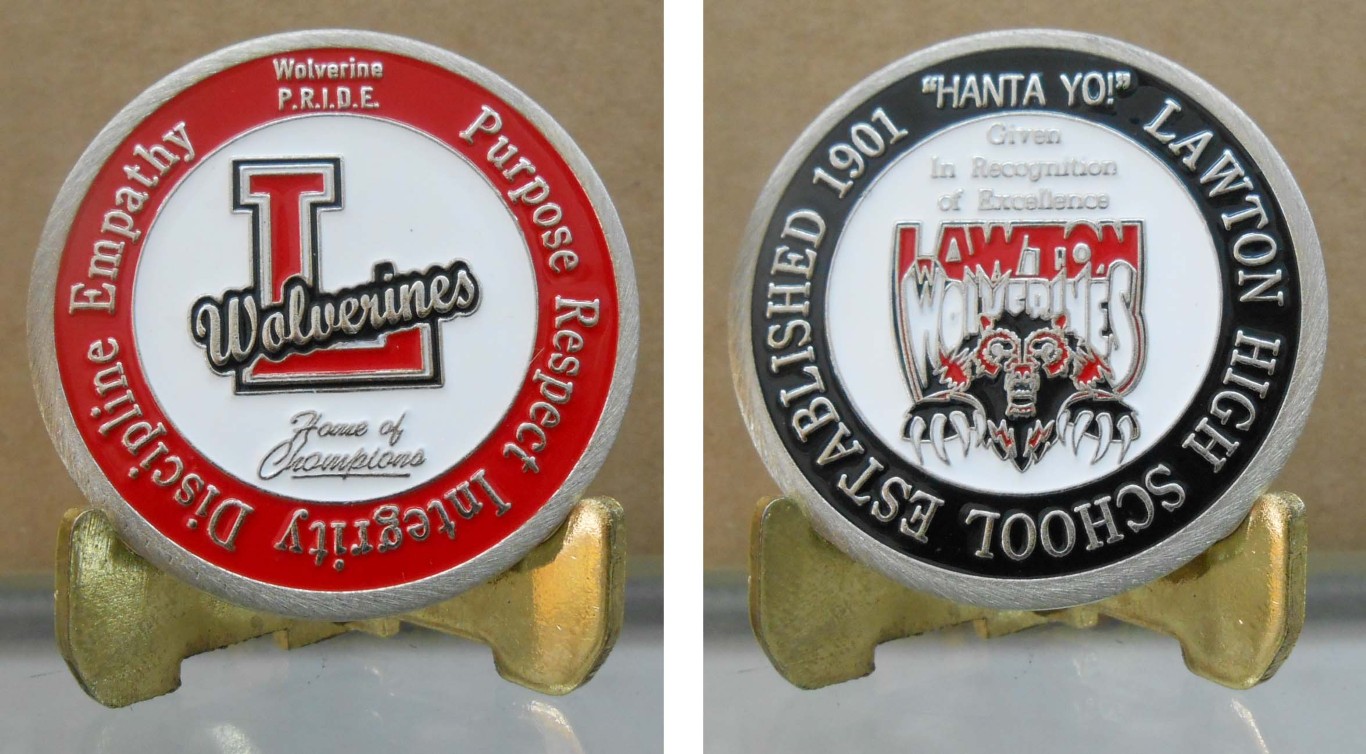 Wolverine
P.R.I.D.E.
Purpose Respect Integrity Discipline Empathy
L
Wolverines
Home of
Champions
"HANTA YO!"
LAWTON HIGH SCHOOL ESTABLISHED 1901
Given
In Recognition
of Excellence
LAWTON
WOLVERINES